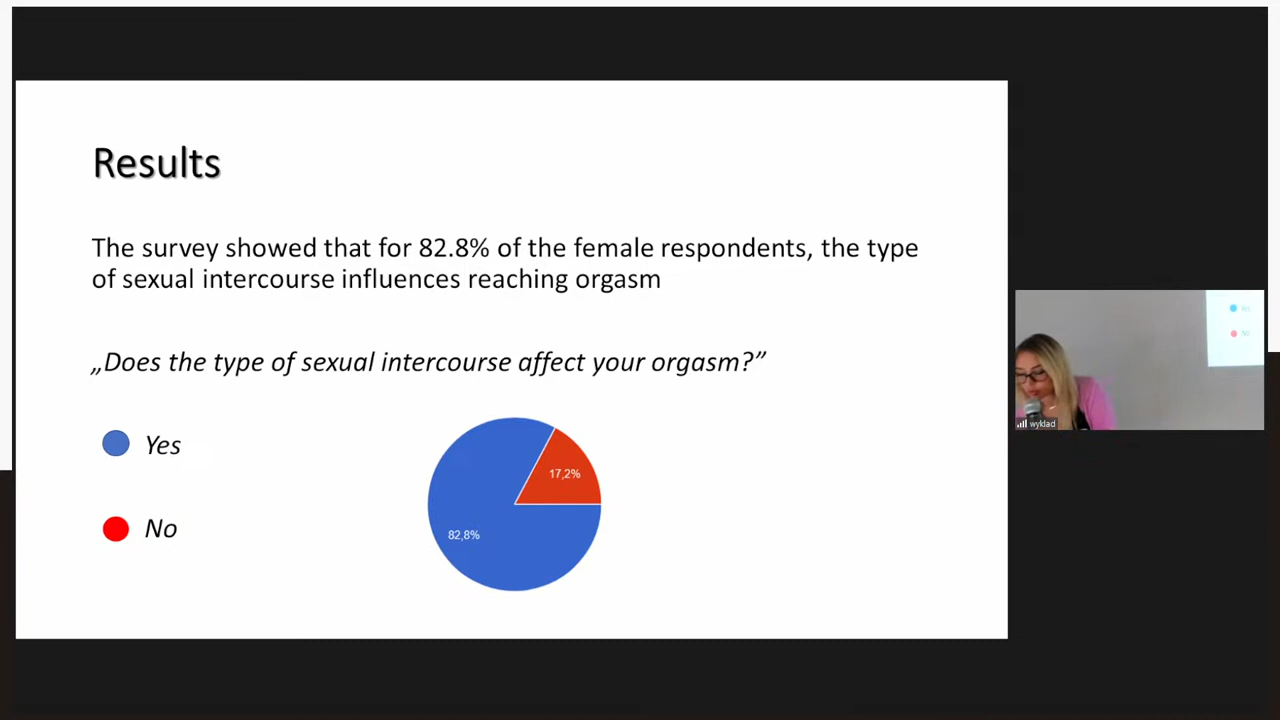 Results
The survey showed that for 82.8% of the female respondents, the type
of sexual intercourse influences reaching orgasm
„Does the type of sexual intercourse affect your orgasm?”
Yes
No
17,2%
82,8%
wyklad